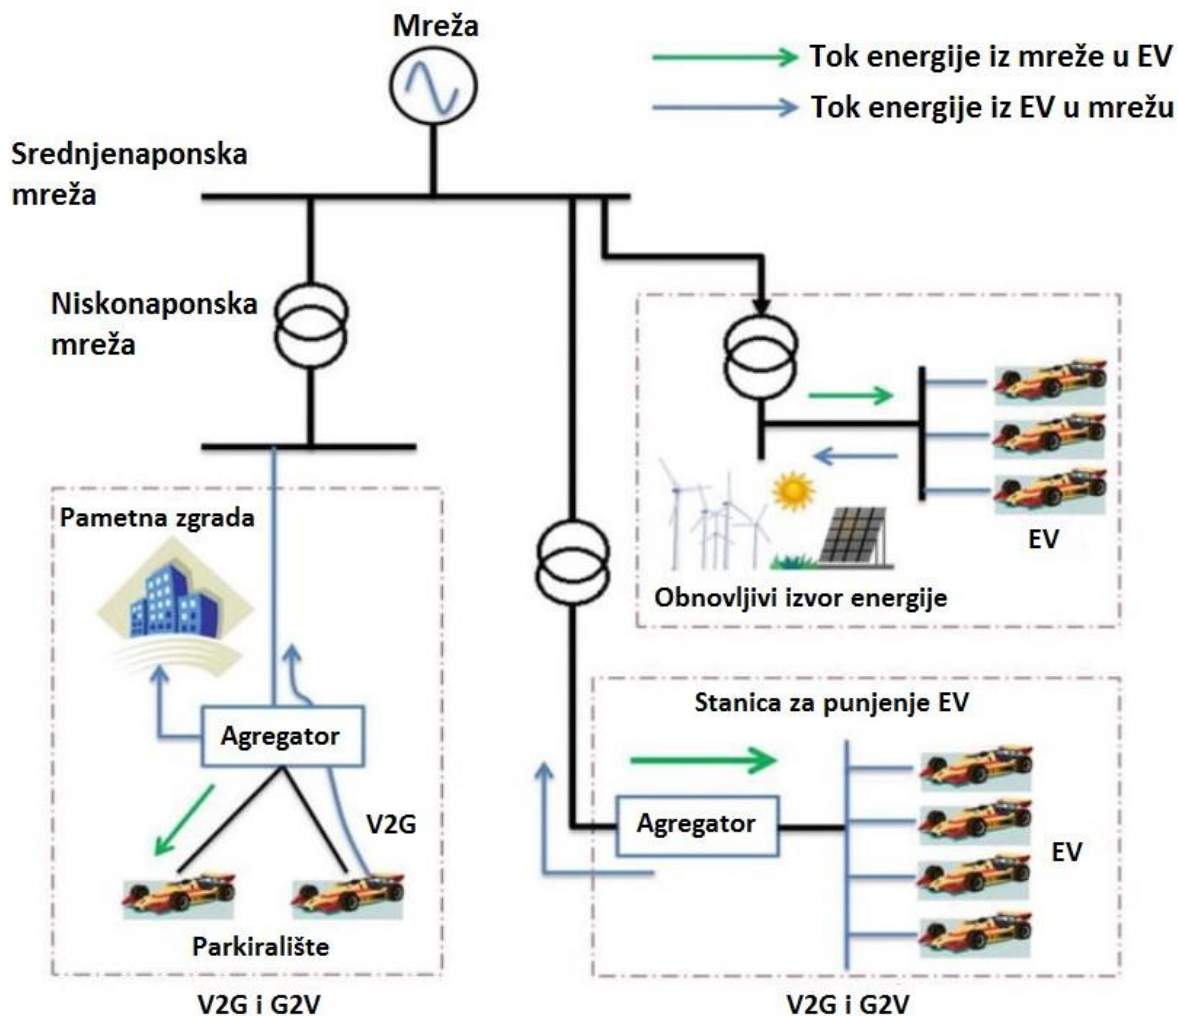 Mreža
Tok energije iz mreže u EV
Tok energije iz EV u mrežu
Srednjenaponska
mreža
Niskonaponska
mreža
EV
Obnovljivi izvor energije
Pametna zgrada
Agregator
V2G
Parkiralište
V2G i G2V
Stanica za punjenje EV
Agregator
EV
V2G i G2V